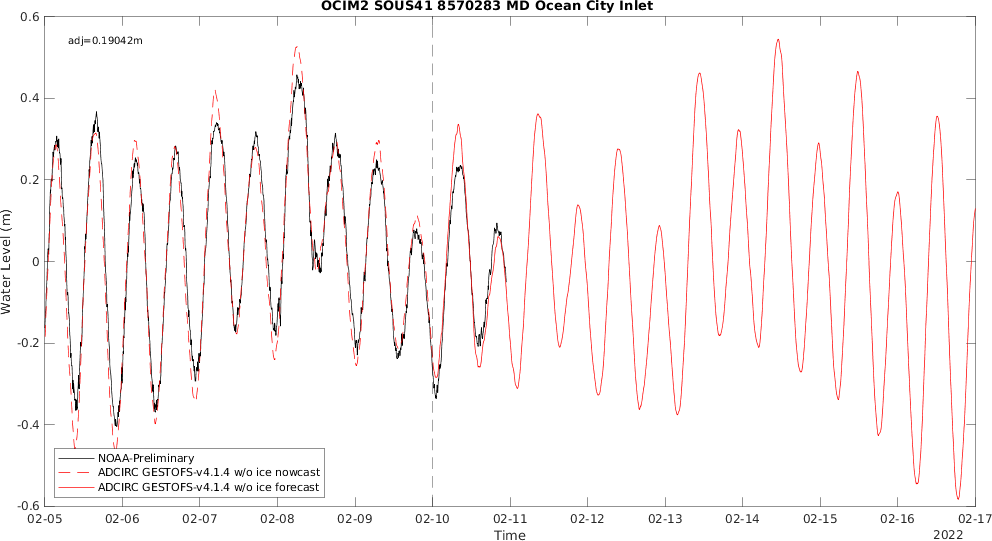 OCIM2 SOUS41 8570283 MD Ocean City Inlet
adj=0.19042m
0.6
0.4
0.2
0
-0.2
-0.4
-0.6
Water Level (m)
NOAA-Preliminary
ADCIRC GESTOFS-v4.1.4 w/o ice nowcast
ADCIRC GESTOFS-v4.1.4 w/o ice forecast
02-05 02-06 02-07 02-08 02-09 02-10 02-11 02-12 02-13 02-14 02-15 02-16 02-17
Time
2022